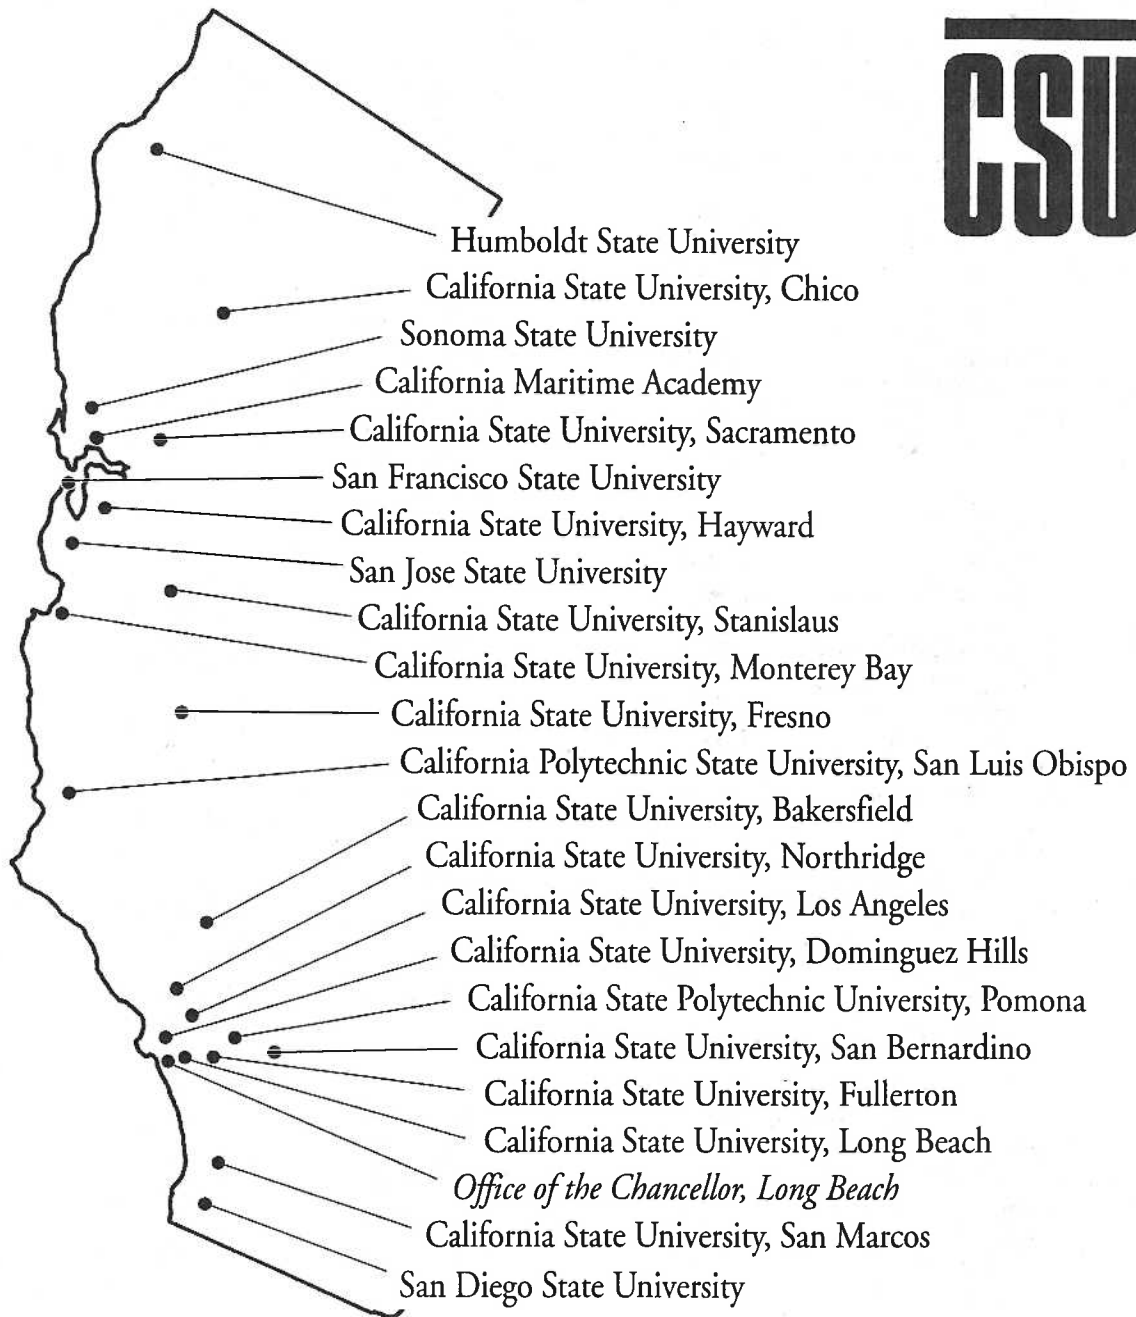 CSU
Humboldt State University
California State University, Chico
Sonoma State University
California Maritime Academy
California State University, Sacramento
San Francisco State University
California State University, Hayward
San Jose State University
California State University, Stanislaus
California State University, Monterey Bay
California State University, Fresno
California Polytechnic State University, San Luis Obispo
California State University, Bakersfield
California State University, Northridge
California State University, Los Angeles
California State University, Dominguez Hills
California State Polytechnic University, Pomona
California State University, San Bernardino
California State University, Fullerton
California State University, Long Beach
Office of the Chancellor, Long Beach
California State University, San Marcos
San Diego State University